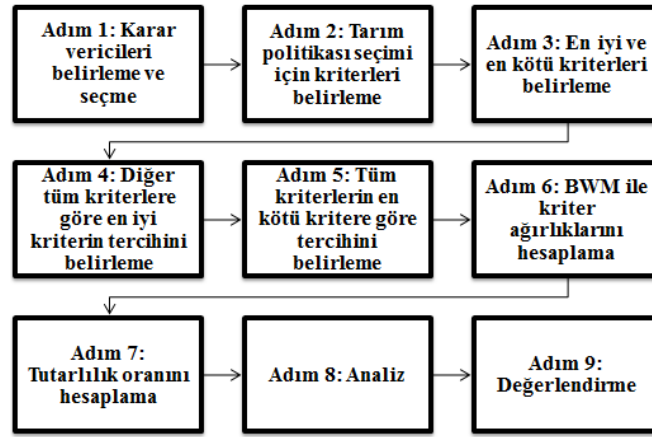 Adım 1: Karar
vericileri
belirleme ve
seçme
Adım 2: Tarım
politikası seçimi
için kriterleri
belirleme
Adım 3: En iyi ve
en kötü kriterleri
belirleme
Adım 4: Diğer
tüm kriterlere
göre en iyi
kriterin tercihini
belirleme
Adım 5: Tüm
kriterlerin en
kötü kritere göre
tercihini
belirleme
Adım 6: BWM ile
kriter
ağırlıklarını
hesaplama
Adım 7:
Tutarlılık oranını
hesaplama
Adım 8: Analiz
Adım 9:
Değerlendirme